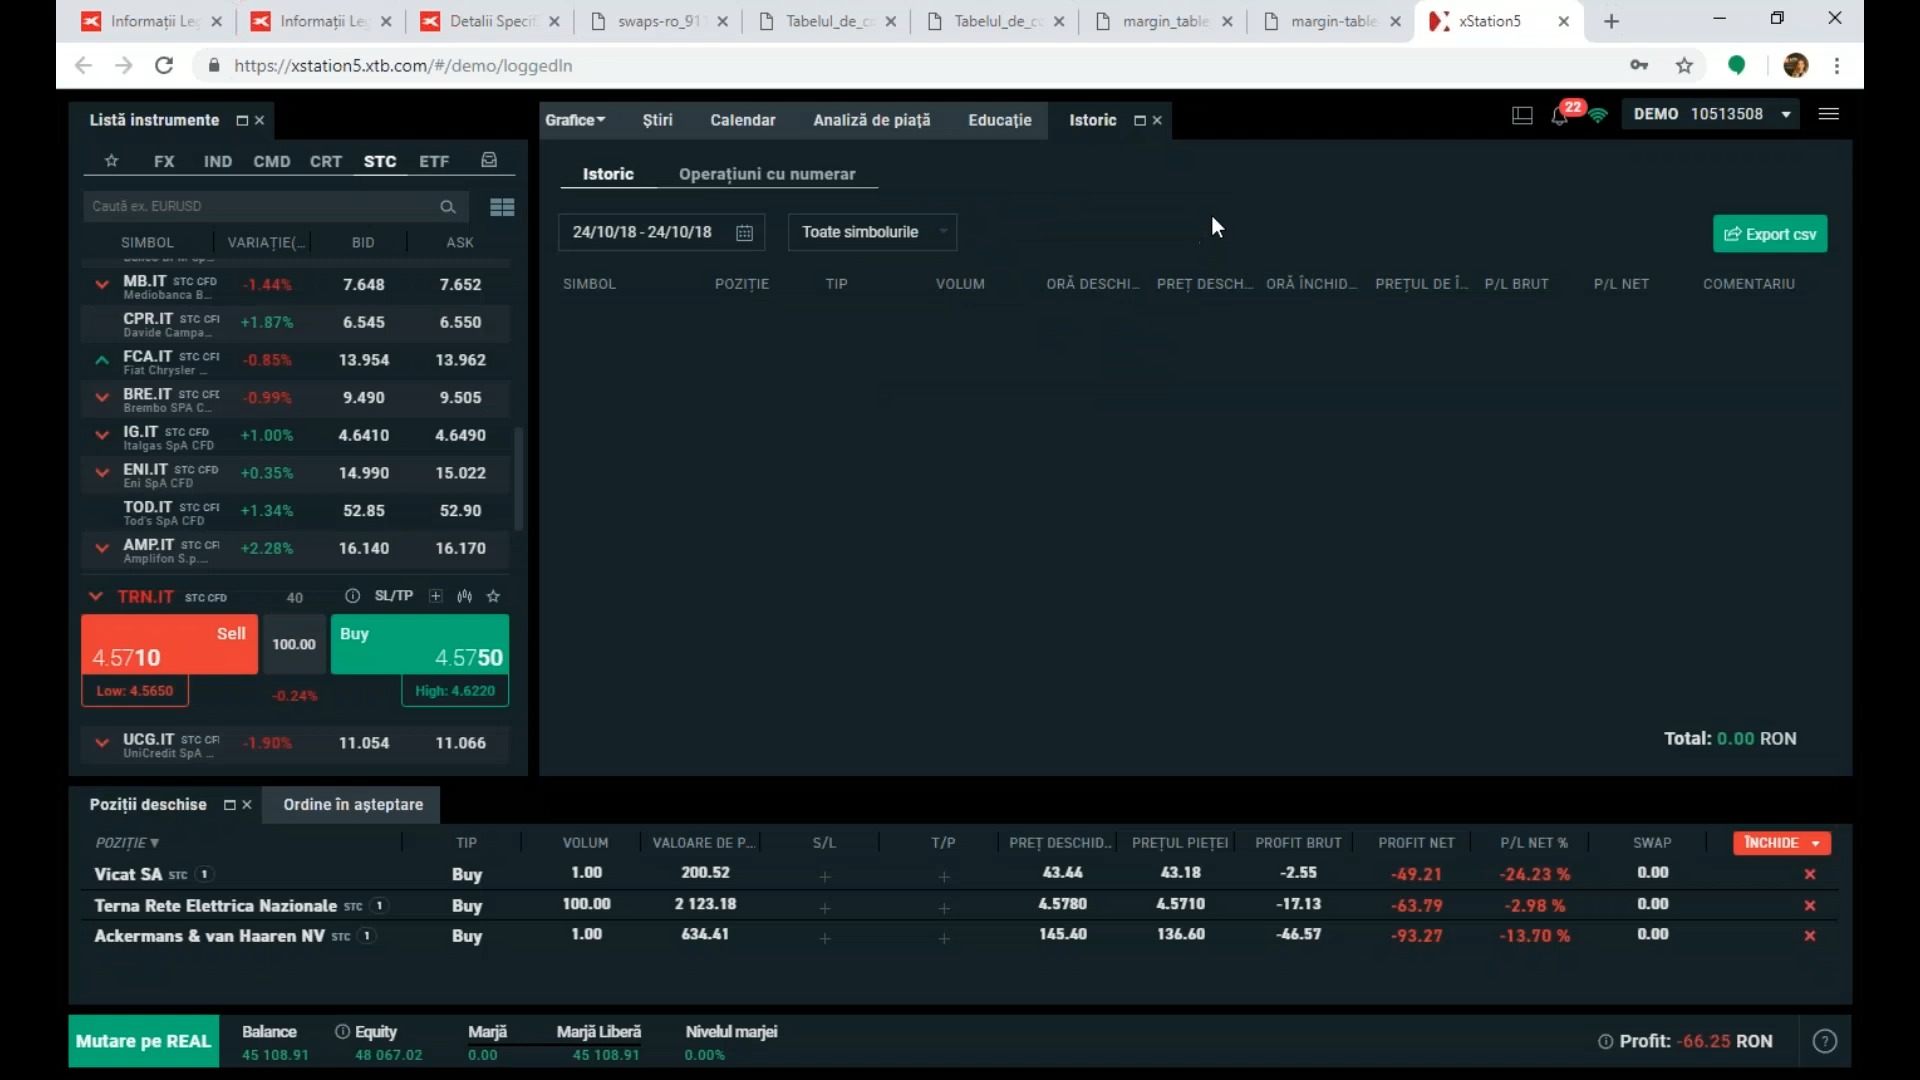 Informații Leg
Informații Leg
Detalii Specif
swaps-ro_911
Tabelul_de_co
Tabelul_de_co
margin_table
margin-table
xStation5
https://xstation5.xtb.com/#/demo/loggedIn
Listă instrumente
Grafice Știri Calendar Analiză de piață Educație Istoric
22
DEMO 10513508
FX IND CMD CRT STC ETF
Istoric Operațiuni cu numerar
Caută ex. EURUSD
24/10/18 - 24/10/18
Toate simbolurile
Export csv
SIMBOL VARIAȚIE(... BID ASK
SIMBOL POZIȚIE TIP VOLUM ORĂ DESCHI... PREȚ DESCH... ORĂ ÎNCHID... PREȚUL DE Î... P/L BRUT P/L NET COMENTARIU
MB.IT STC CFD -1.44% 7.648 7.652
Mediobanca B...
CPR.IT STC CFI +1.87% 6.545 6.550
Davide Campa...
FCA.IT STC CFI -0.85% 13.954 13.962
Fiat Chrysler ...
BRE.IT STC CFD -0.99% 9.490 9.505
Brembo SPA C...
IG.IT STC CFD +1.00% 4.6410 4.6490
Italgas SpA CFD
ENI.IT STC CFD +0.35% 14.990 15.022
Eni SpA CFD
TOD.IT STC CFI +1.34% 52.85 52.90
Tod's SpA CFD
AMP.IT STC CFI +2.28% 16.140 16.170
Amplifon S.p....
TRN.IT STC CFD 40 SL/TP
Sell 100.00 Buy
4.5710 4.5750
Low: 4.5650 -0.24% High: 4.6220
UCG.IT STC CFI -1.90% 11.054 11.066
UniCredit SpA ...
Total: 0.00 RON
Poziții deschise Ordine în așteptare
POZIȚIE TIP VOLUM VALOARE DE P... S/L T/P PREȚ DESCHID... PREȚUL PIEȚEI PROFIT BRUT PROFIT NET P/L NET % SWAP ÎNCHIDE
Vicat SA STC 1 Buy 1.00 200.52 43.44 43.18 -2.55 -49.21 -24.23 % 0.00
Terna Rete Elettrica Nazionale STC 1 Buy 100.00 2 123.18 4.5780 4.5710 -17.13 -63.79 -2.98 % 0.00
Ackermans & van Haaren NV STC 1 Buy 1.00 634.41 145.40 136.60 -46.57 -93.27 -13.70 % 0.00
Mutare pe REAL
Balance Equity Marjă Marjă Liberă Nivelul marjei
45 108.91 48 067.02 0.00 45 108.91 0.00%
Profit: -66.25 RON